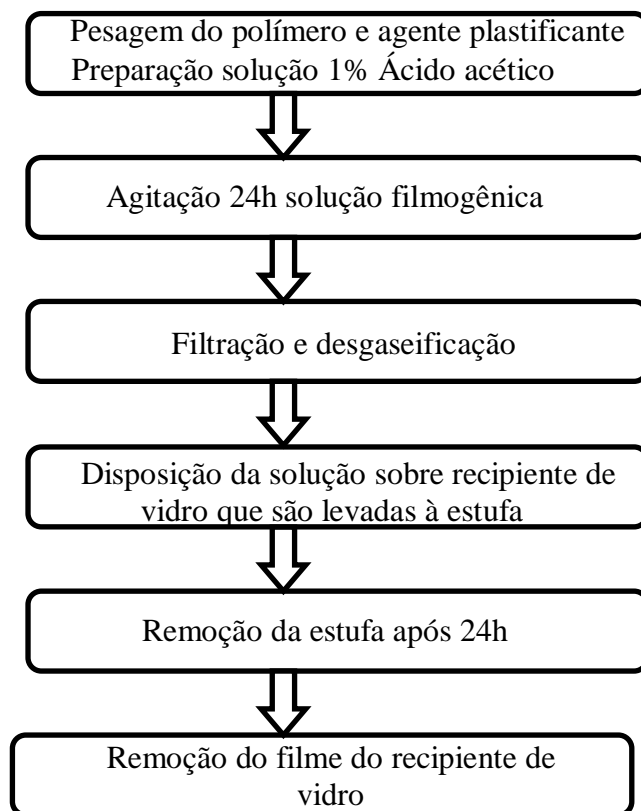 Pesagem do polímero e agente plastificante
Preparação solução 1% Ácido acético
Agitação 24h solução filmogênica
Filtração e desgaseificação
Disposição da solução sobre recipiente de
vidro que são levadas à estufa
Remoção da estufa após 24h
Remoção do filme do recipiente de
vidro